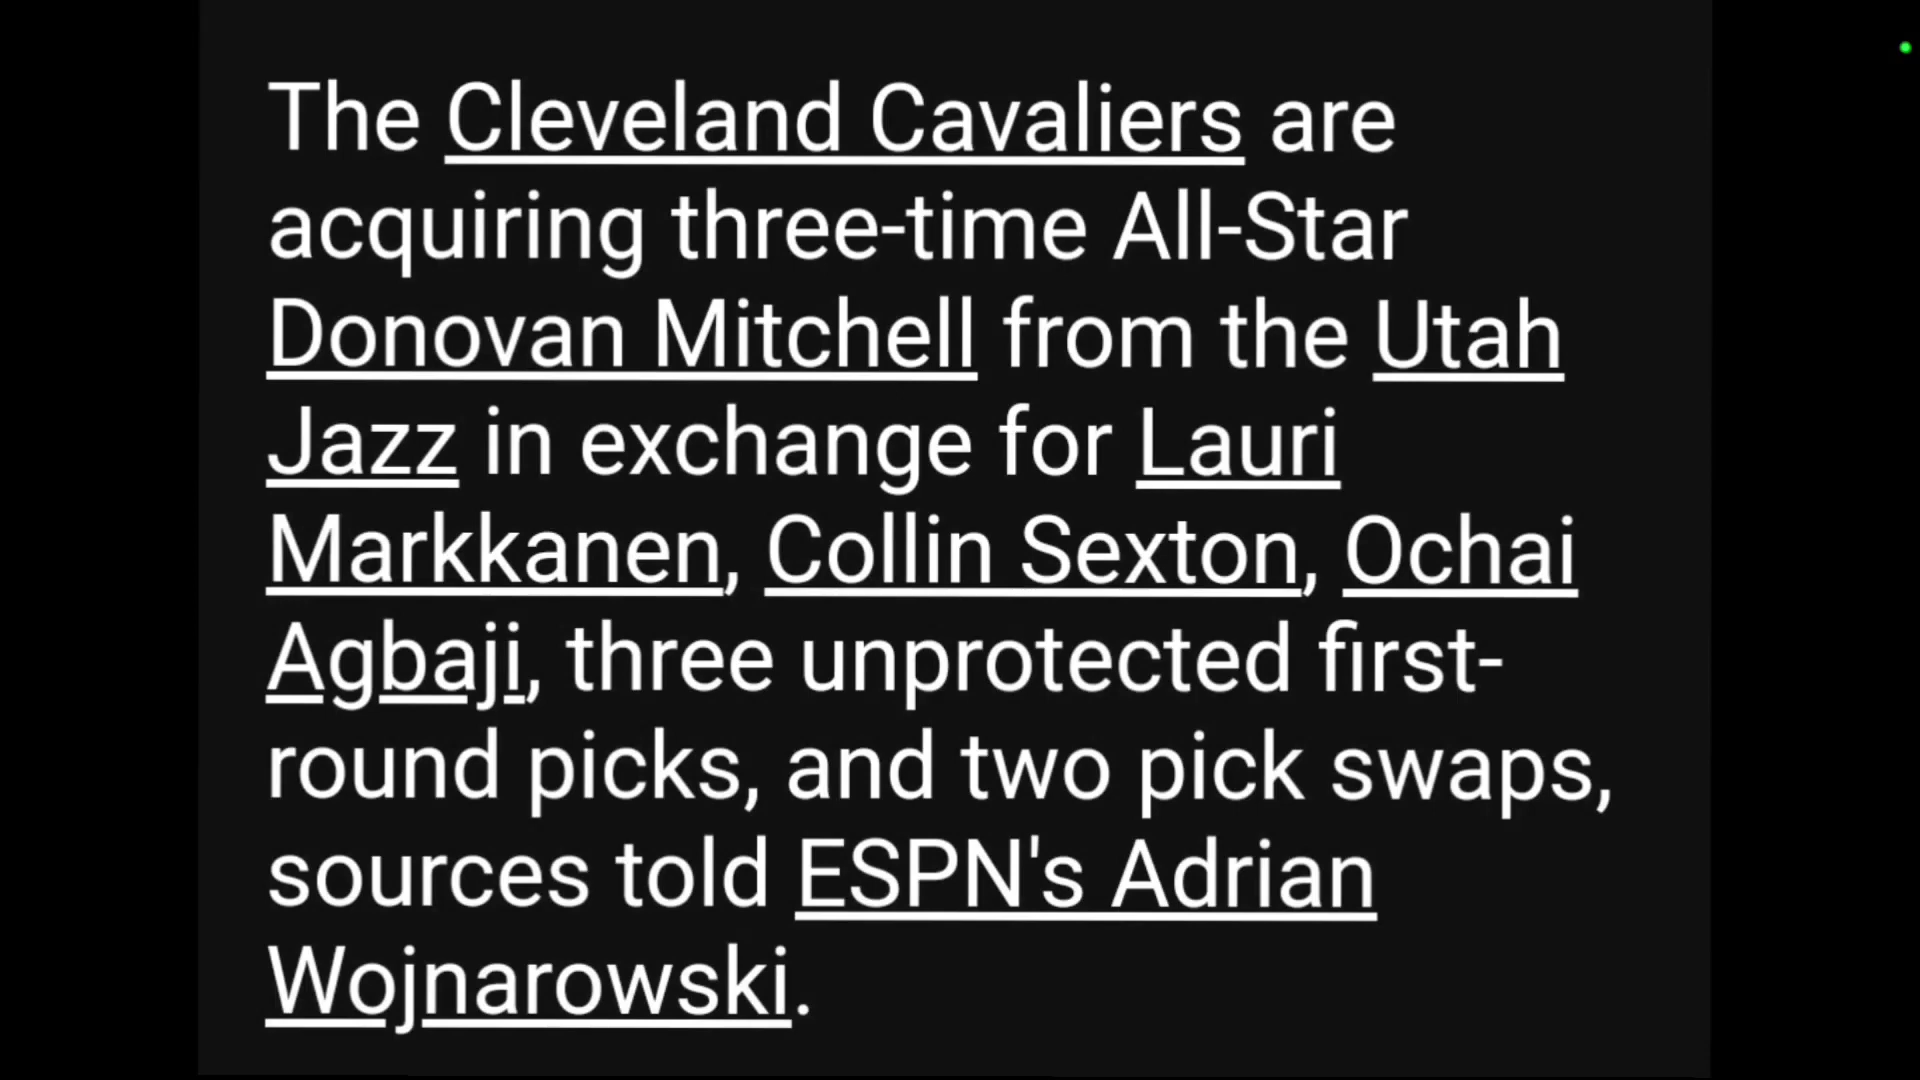 The Cleveland Cavaliers are
acquiring three-time All-Star
Donovan Mitchell from the Utah
Jazz in exchange for Lauri
Markkanen, Collin Sexton, Ochai
Agbaji, three unprotected first-
round picks, and two pick swaps,
sources told ESPN's Adrian
Wojnarowski.